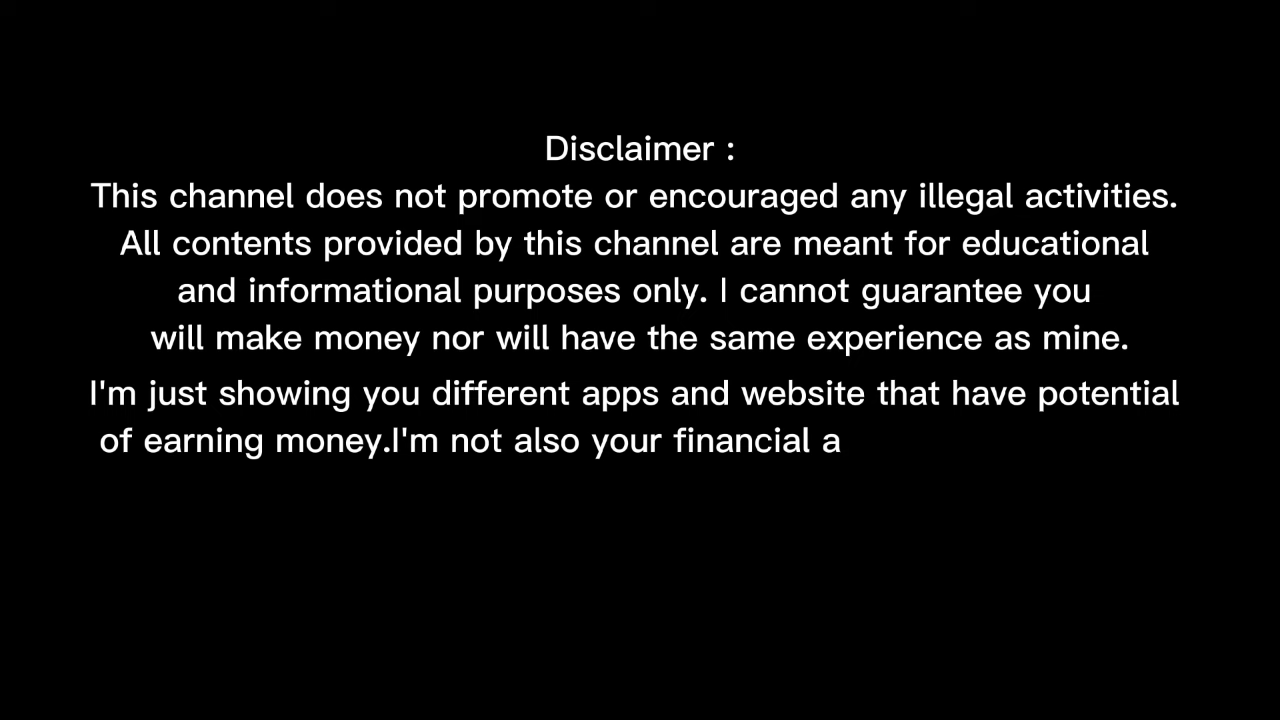 Disclaimer :
This channel does not promote or encouraged any illegal activities.
All contents provided by this channel are meant for educational
and informational purposes only. I cannot guarantee you
will make money nor will have the same experience as mine.
I'm just showing you different apps and website that have potential
of earning money.I'm not also your financial a